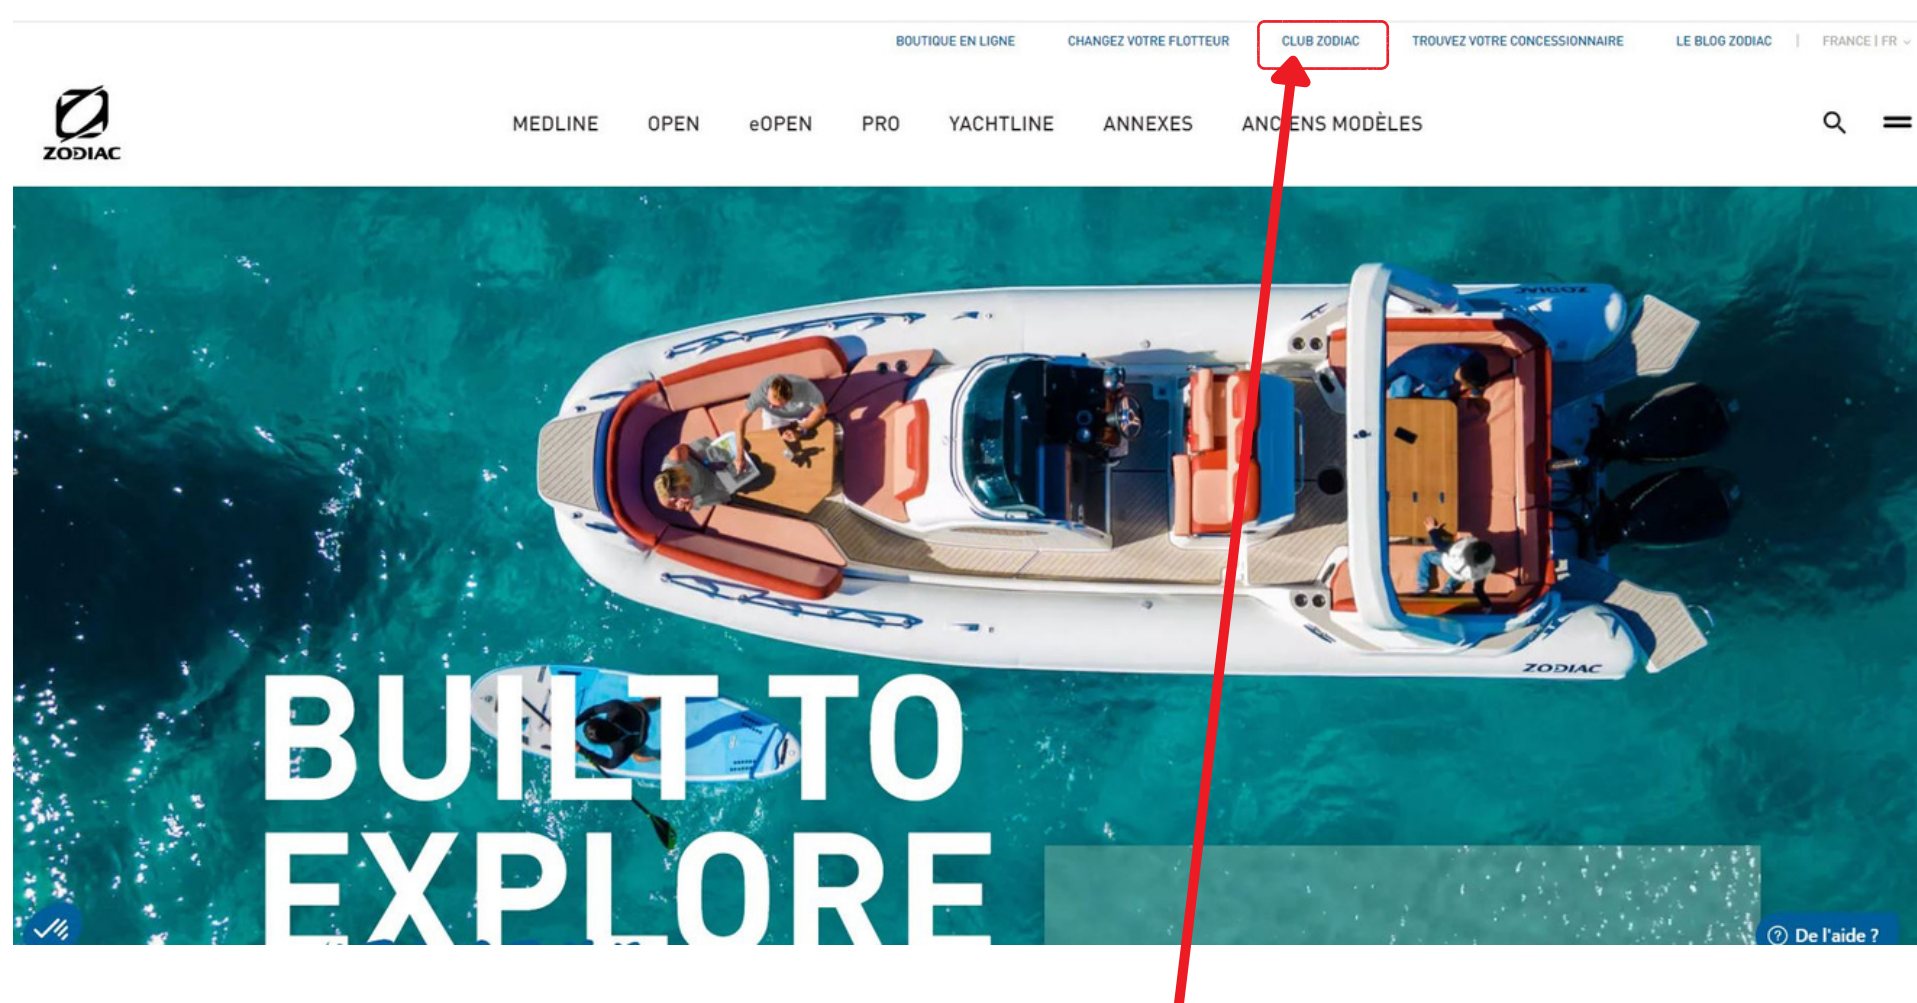 BOUTIQUE EN LIGNE CHANGEZ VOTRE FLOTTEUR CLUB ZODIAC TROUVEZ VOTRE CONCESSIONNAIRE LE BLOG ZODIAC | FRANCE | FR
ZODIAC
MEDLINE OPEN eOPEN PRO YACHTLINE ANNEXES ANCIENS MODÈLES
ZODIAC
ZODIAC
BUILT TO
EXPLORE
De l'aide ?